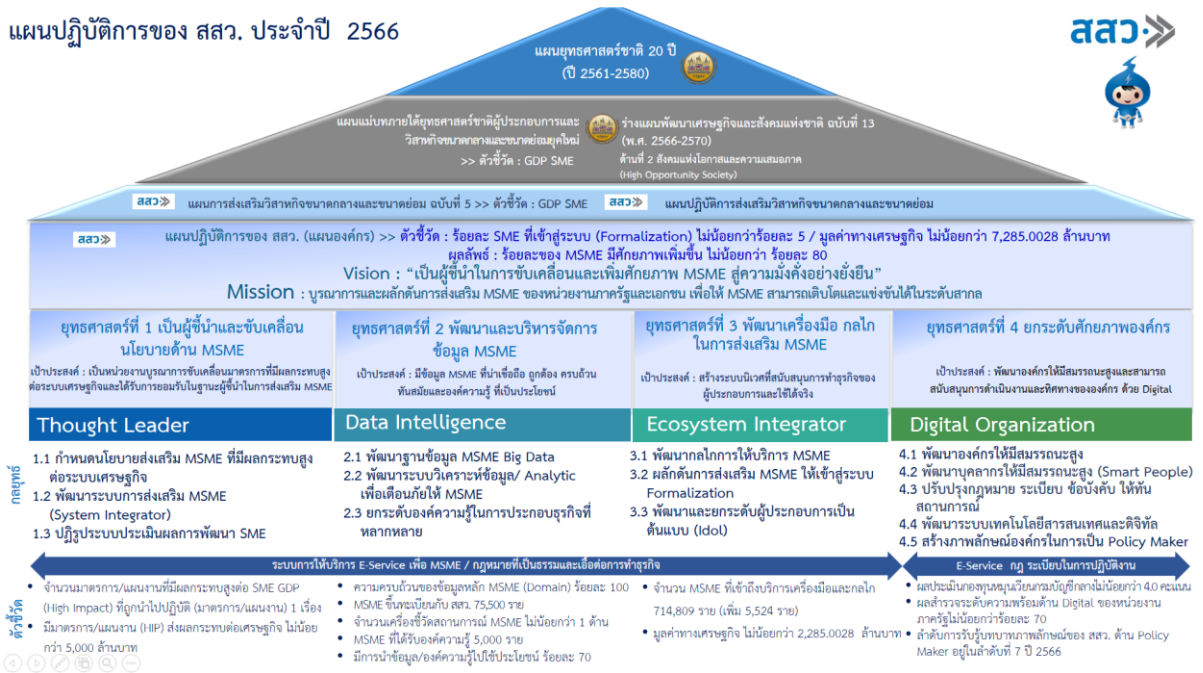 แผนปฏิบัติการของ สสว. ประจำปี 2566
สสว.
แผนยุทธศาสตร์ชาติ 20 ปี
(ปี 2561-2580)
แผนแม่บทภายใต้ยุทธศาสตร์ชาติผู้ประกอบการและ
วิสาหกิจขนาดกลางและขนาดย่อมยุคใหม่
>> ตัวชี้วัด : GDP SME
ร่างแผนพัฒนาเศรษฐกิจและสังคมแห่งชาติ ฉบับที่ 13
(พ.ศ. 2566-2570)
ด้านที่ 2 สังคมแห่งโอกาสและความเสมอภาค
(High Opportunity Society)
สสว. แผนการส่งเสริมวิสาหกิจขนาดกลางและขนาดย่อม ฉบับที่ 5 >> ตัวชี้วัด : GDP SME
สสว. แผนปฏิบัติการส่งเสริมวิสาหกิจขนาดกลางและขนาดย่อม
สสว. แผนปฏิบัติการของ สสว. (แผนองค์กร) >> ตัวชี้วัด : ร้อยละ SME ที่เข้าสู่ระบบ (Formalization) ไม่น้อยกว่าร้อยละ 5 / มูลค่าทางเศรษฐกิจ ไม่น้อยกว่า 7,285.0028 ล้านบาท
ผลลัพธ์ : ร้อยละของ MSME มีศักยภาพเพิ่มขึ้น ไม่น้อยกว่า ร้อยละ 80
Vision : “เป็นผู้ชี้นำในการขับเคลื่อนและเพิ่มศักยภาพ MSME สู่ความมั่งคั่งอย่างยั่งยืน”
Mission : บูรณาการและผลักดันการส่งเสริม MSME ของหน่วยงานภาครัฐและเอกชน เพื่อให้ MSME สามารถเติบโตและแข่งขันได้ในระดับสากล
ยุทธศาสตร์ที่ 1 เป็นผู้ชี้นำและขับเคลื่อน
นโยบายด้าน MSME
เป้าประสงค์ : เป็นหน่วยงานบูรณาการขับเคลื่อนมาตรการที่มีผลกระทบสูง
ต่อระบบเศรษฐกิจและได้รับการยอมรับในฐานะผู้ชี้นำในการส่งเสริม MSME
Thought Leader
ยุทธศาสตร์ที่ 2 พัฒนาและบริหารจัดการ
ข้อมูล MSME
เป้าประสงค์ : มีข้อมูล MSME ที่น่าเชื่อถือ ถูกต้อง ครบถ้วน
ทันสมัยและองค์ความรู้ ที่เป็นประโยชน์
Data Intelligence
ยุทธศาสตร์ที่ 3 พัฒนาเครื่องมือ กลไก
ในการส่งเสริม MSME
เป้าประสงค์ : สร้างระบบนิเวศที่สนับสนุนการทำธุรกิจของ
ผู้ประกอบการและใช้ได้จริง
Ecosystem Integrator
ยุทธศาสตร์ที่ 4 ยกระดับศักยภาพองค์กร
เป้าประสงค์ : พัฒนาองค์กรให้มีสมรรถนะสูงและสามารถ
สนับสนุนการดำเนินงานและทิศทางขององค์กร ด้วย Digital
Digital Organization
กลยุทธ์
1.1 กำหนดนโยบายส่งเสริม MSME ที่มีผลกระทบสูง
ต่อระบบเศรษฐกิจ
1.2 พัฒนาระบบการส่งเสริม MSME
(System Integrator)
1.3 ปฏิรูประบบประเมินผลการพัฒนา SME
2.1 พัฒนาฐานข้อมูล MSME Big Data
2.2 พัฒนาระบบวิเคราะห์ข้อมูล/ Analytic
เพื่อเตือนภัยให้ MSME
2.3 ยกระดับองค์ความรู้ในการประกอบธุรกิจที่
หลากหลาย
3.1 พัฒนากลไกการให้บริการ MSME
3.2 ผลักดันการส่งเสริม MSME ให้เข้าสู่ระบบ
Formalization
3.3 พัฒนาและยกระดับผู้ประกอบการเป็น
ต้นแบบ (Idol)
4.1 พัฒนาองค์กรให้มีสมรรถนะสูง
4.2 พัฒนาบุคลากรให้มีสมรรถนะสูง (Smart People)
4.3 ปรับปรุงกฎหมาย ระเบียบ ข้อบังคับ ให้ทัน
สถานการณ์
4.4 พัฒนาระบบเทคโนโลยีสารสนเทศและดิจิทัล
4.5 สร้างภาพลักษณ์องค์กรในการเป็น Policy Maker
ระบบการให้บริการ E-Service เพื่อ MSME / กฎหมายที่เป็นธรรมและเอื้อต่อการทำธุรกิจ
E-Service กฎ ระเบียบในการปฏิบัติงาน
ตัวชี้วัด
• จำนวนมาตรการ/แผนงานที่มีผลกระทบสูงต่อ SME GDP
(High Impact) ที่ถูกนำไปปฏิบัติ (มาตรการ/แผนงาน) 1 เรื่อง
• มีมาตรการ/แผนงาน (HIP) ส่งผลกระทบต่อเศรษฐกิจ ไม่น้อย
กว่า 5,000 ล้านบาท
• ความครบถ้วนของข้อมูลหลัก MSME (Domain) ร้อยละ 100
• MSME ขึ้นทะเบียนกับ สสว. 75,500 ราย
• จำนวนเครื่องชี้วัดสถานการณ์ MSME ไม่น้อยกว่า 1 ด้าน
• MSME ที่ได้รับองค์ความรู้ 5,000 ราย
• มีการนำข้อมูล/องค์ความรู้ไปใช้ประโยชน์ ร้อยละ 70
• จำนวน MSME ที่เข้าถึงบริการเครื่องมือและกลไก
714,809 ราย (เพิ่ม 5,524 ราย)
• มูลค่าทางเศรษฐกิจ ไม่น้อยกว่า 2,285.0028 ล้านบาท
• ผลประเมินกองทุนหมุนเวียนกรมบัญชีกลางไม่น้อยกว่า 4.0 คะแนน
• ผลสำรวจระดับความพร้อมด้าน Digital ของหน่วยงาน
ภาครัฐไม่น้อยกว่าร้อยละ 70
• ลำดับการรับรู้บทบาทภาพลักษณ์ของ สสว. ด้าน Policy
Maker อยู่ในลำดับที่ 7 ปี 2566